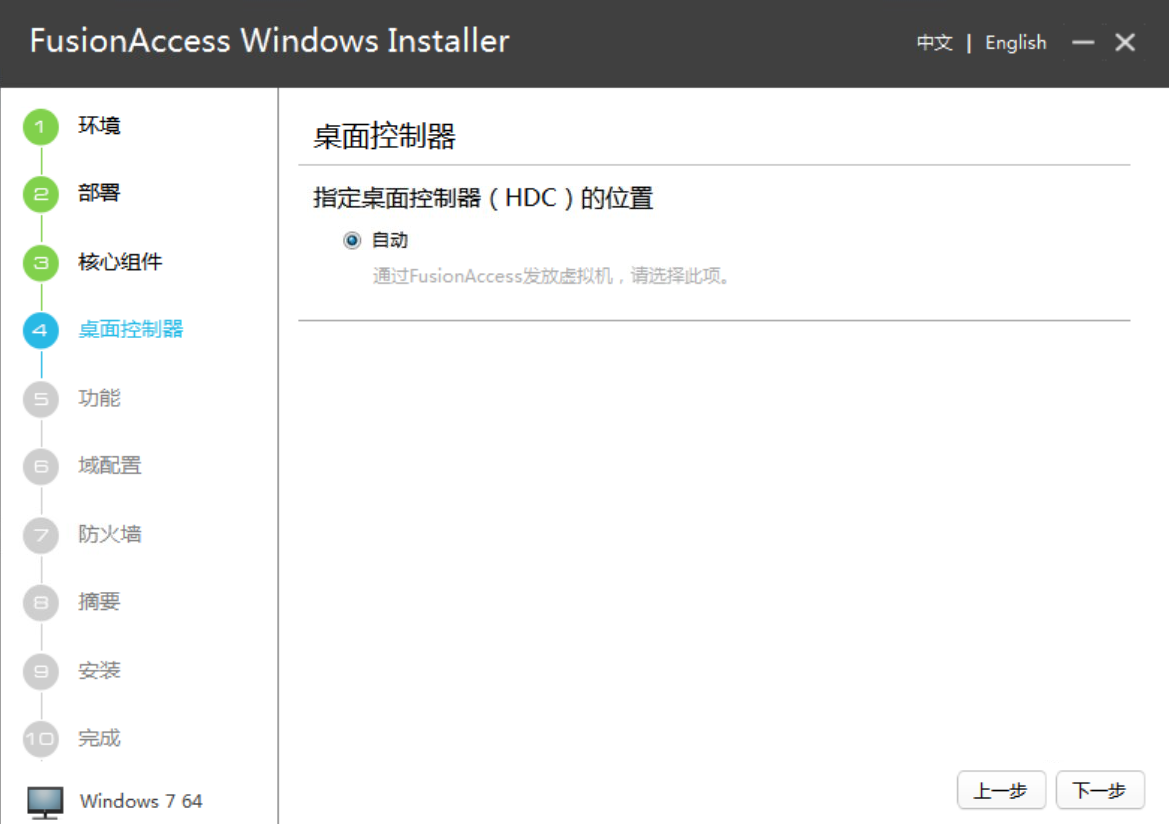 FusionAccess Windows Installer
中文 | English
1 环境
2 部署
3 核心组件
4 桌面控制器
5 功能
6 域配置
7 防火墙
8 摘要
9 安装
10 完成
Windows 7 64
桌面控制器
指定桌面控制器（HDC）的位置
自动
通过FusionAccess发放虚拟机，请选择此项。
上一步 下一步